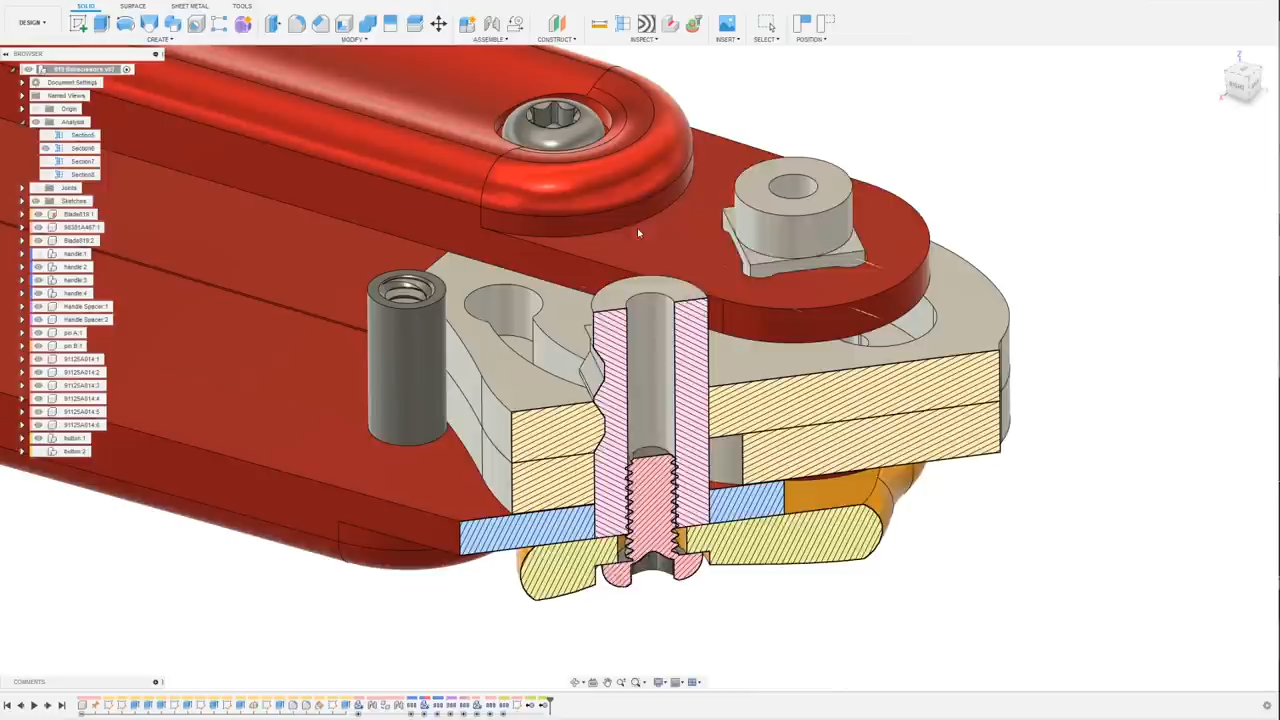 SOLID SURFACE SHEET METAL TOOLS
DESIGN
CREATE MODIFY ASSEMBLE CONSTRUCT INSPECT INSERT SELECT POSITION
BROWSER
Document Settings
Named Views
Origin
Analysis
Section5
Section6
Section7
Section8
Joints
Sketches
Blade819:1
98381A467:1
Blade819:2
handle:1
handle:2
handle:3
handle:4
Handle Spacer:1
Handle Spacer:2
pin A:1
pin B:1
91125A014:1
91125A014:2
91125A014:3
91125A014:4
91125A014:5
91125A014:6
button:1
button:2
COMMENTS